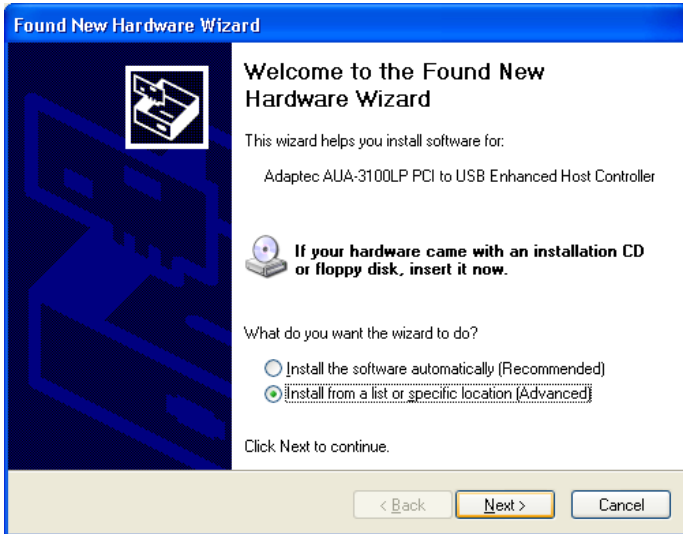 Found New Hardware Wizard
Welcome to the Found New
Hardware Wizard
This wizard helps you install software for:
Adaptec AUA-3100LP PCI to USB Enhanced Host Controller
If your hardware came with an installation CD
or floppy disk, insert it now.
What do you want the wizard to do?
Install the software automatically (Recommended)
Install from a list or specific location (Advanced)
Click Next to continue.
< Back Next > Cancel